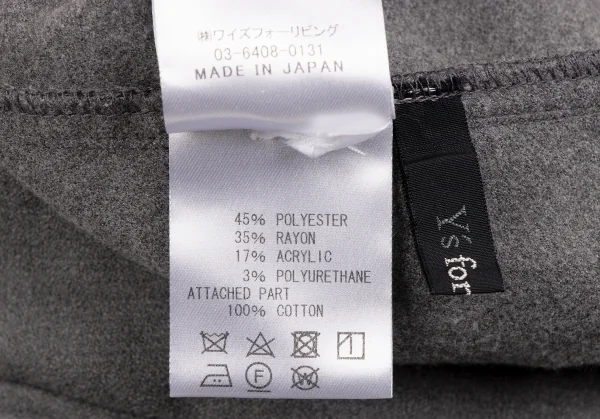 ㈱ワイズフォーリビング
03-6408-0131
MADE IN JAPAN
45% POLYESTER
35% RAYON
17% ACRYLIC
3% POLYURETHANE
ATTACHED PART
100% COTTON
F
W
Y's for